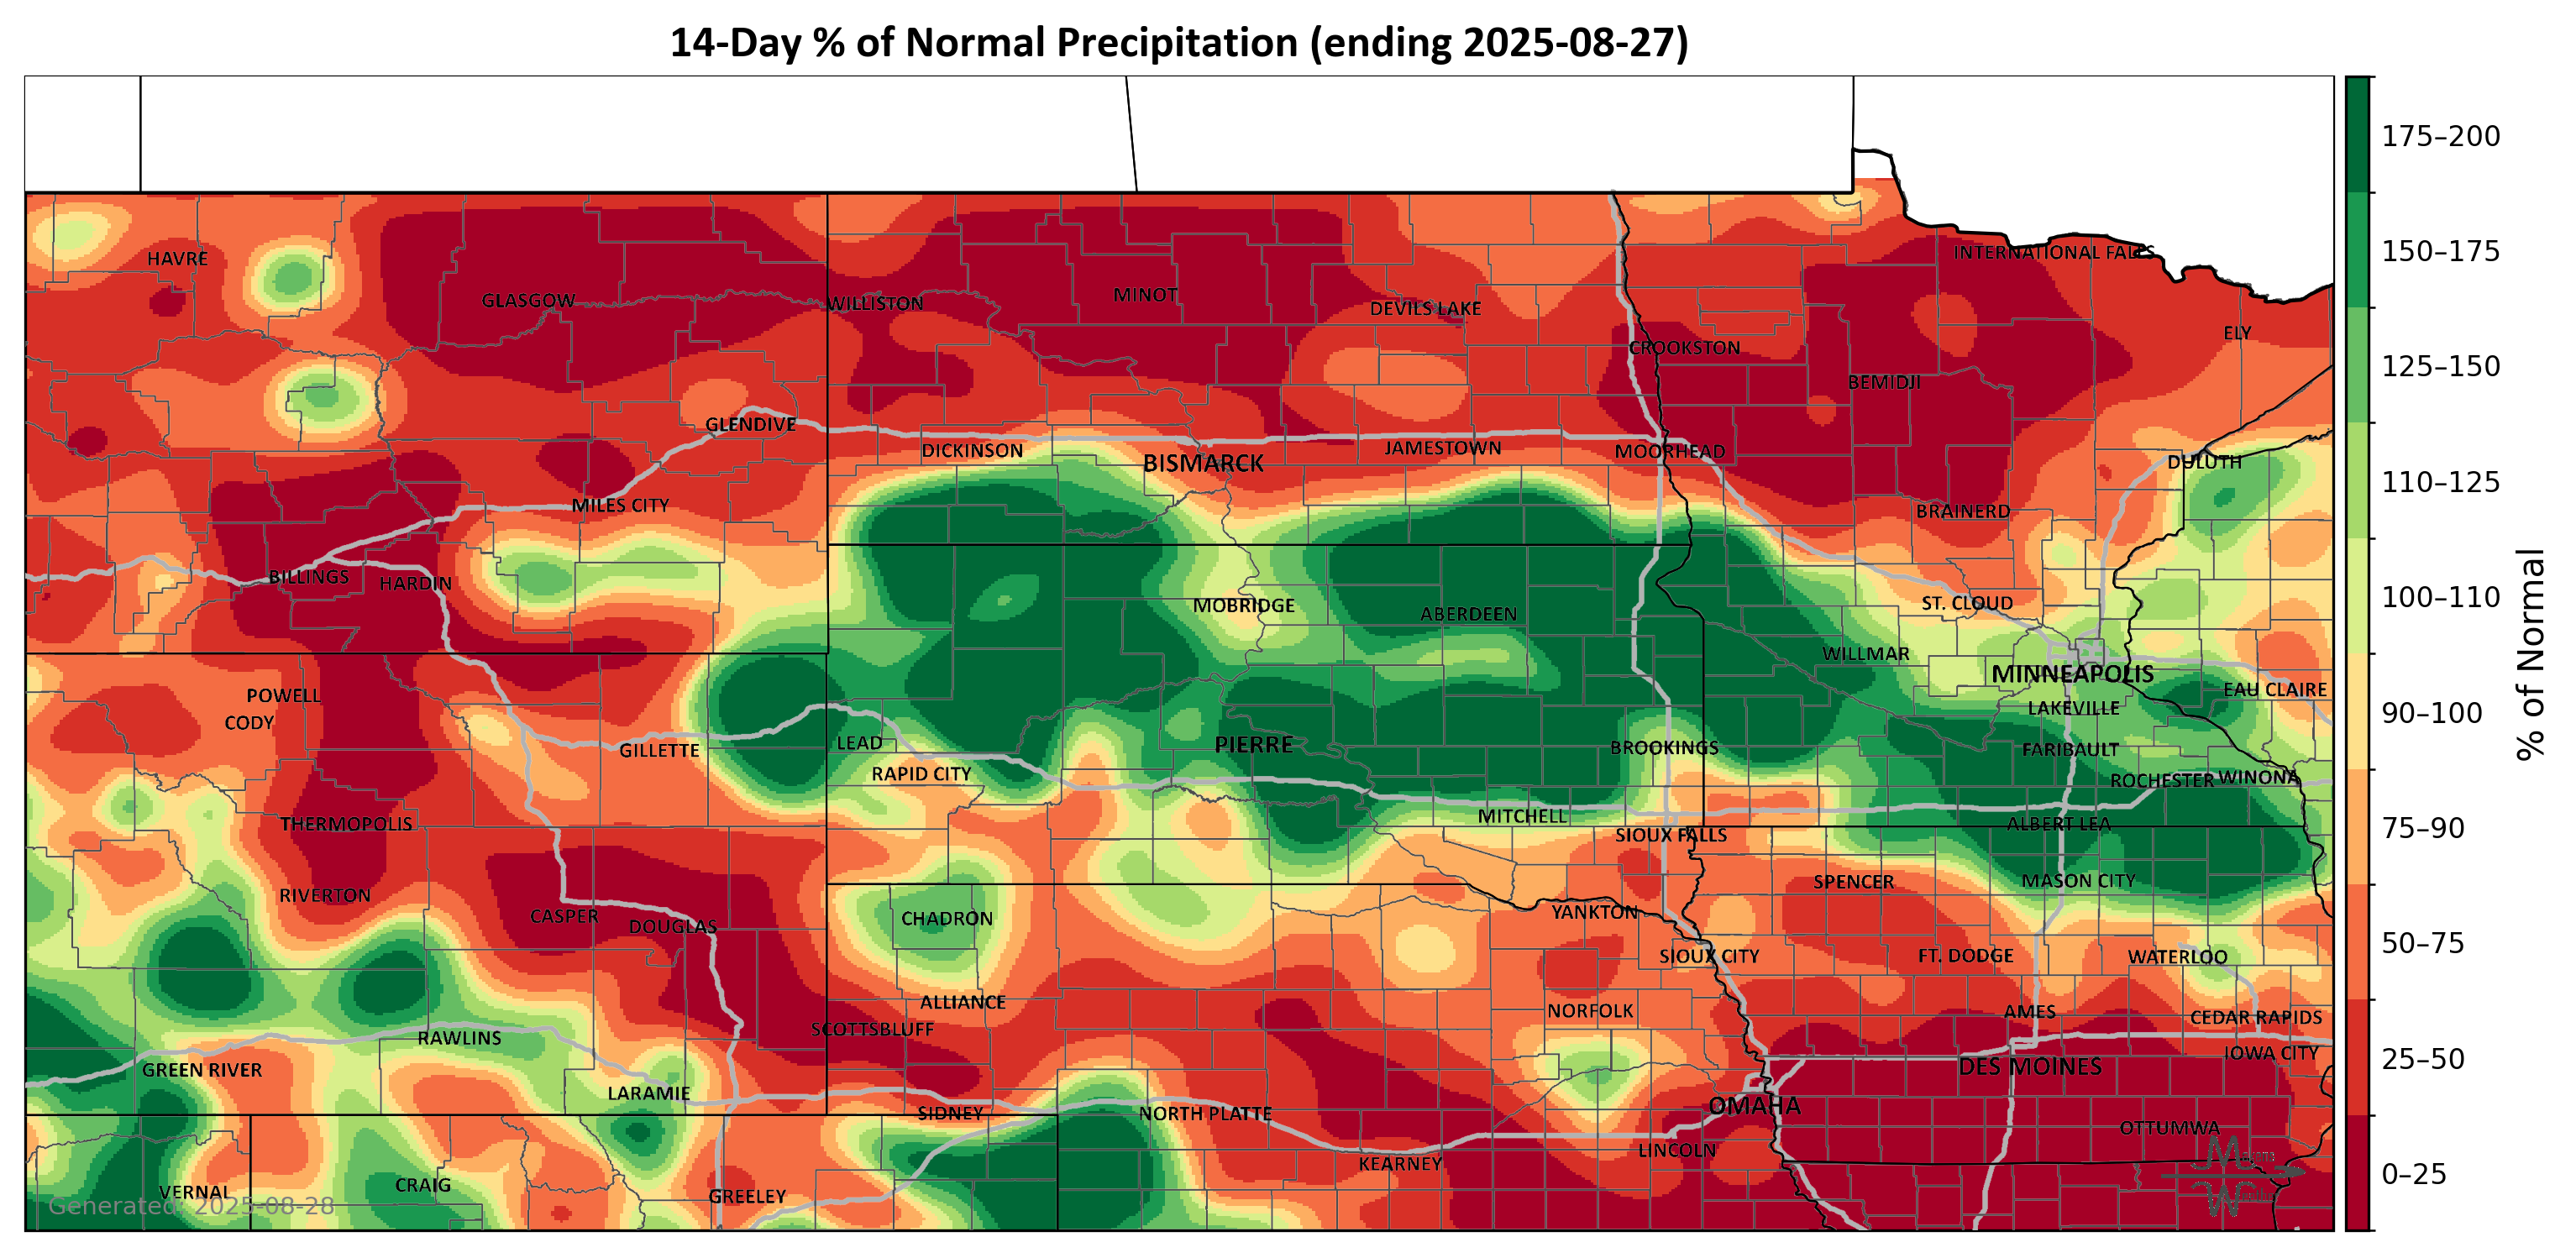 14-Day % of Normal Precipitation (ending 2025-08-27)
175–200
INTERNATIONAL FALLS
HAVRE
150–175
GLASGOW
WILLISTON
MINOT
DEVILS LAKE
ELY
CROOKSTON
125–150
BEMIDJI
GLENDIVE
DICKINSON
BISMARCK
JAMESTOWN
MOORHEAD
DULUTH
110–125
MILES CITY
BRAINERD
BILLINGS
HARDIN
MOBRIDGE
ABERDEEN
ST. CLOUD
100–110
WILLMAR
MINNEAPOLIS
% of Normal
POWELL
EAU CLAIRE
CODY
LAKEVILLE
90–100
GILLETTE
LEAD
PIERRE
BROOKINGS
FARIBAULT
RAPID CITY
ROCHESTER
WINONA
THERMOPOLIS
MITCHELL
ALBERT LEA
75–90
SIOUX FALLS
RIVERTON
SPENCER
MASON CITY
CASPER
DOUGLAS
CHADRON
YANKTON
50–75
SIOUX CITY
FT. DODGE
WATERLOO
ALLIANCE
NORFOLK
AMES
SCOTTSBLUFF
CEDAR RAPIDS
RAWLINS
IOWA CITY
25–50
GREEN RIVER
DES MOINES
LARAMIE
OMAHA
SIDNEY
NORTH PLATTE
OTTUMWA
LINCOLN
KEARNEY
0–25
VERNAL
CRAIG
GREELEY
Generated: 2025-08-28